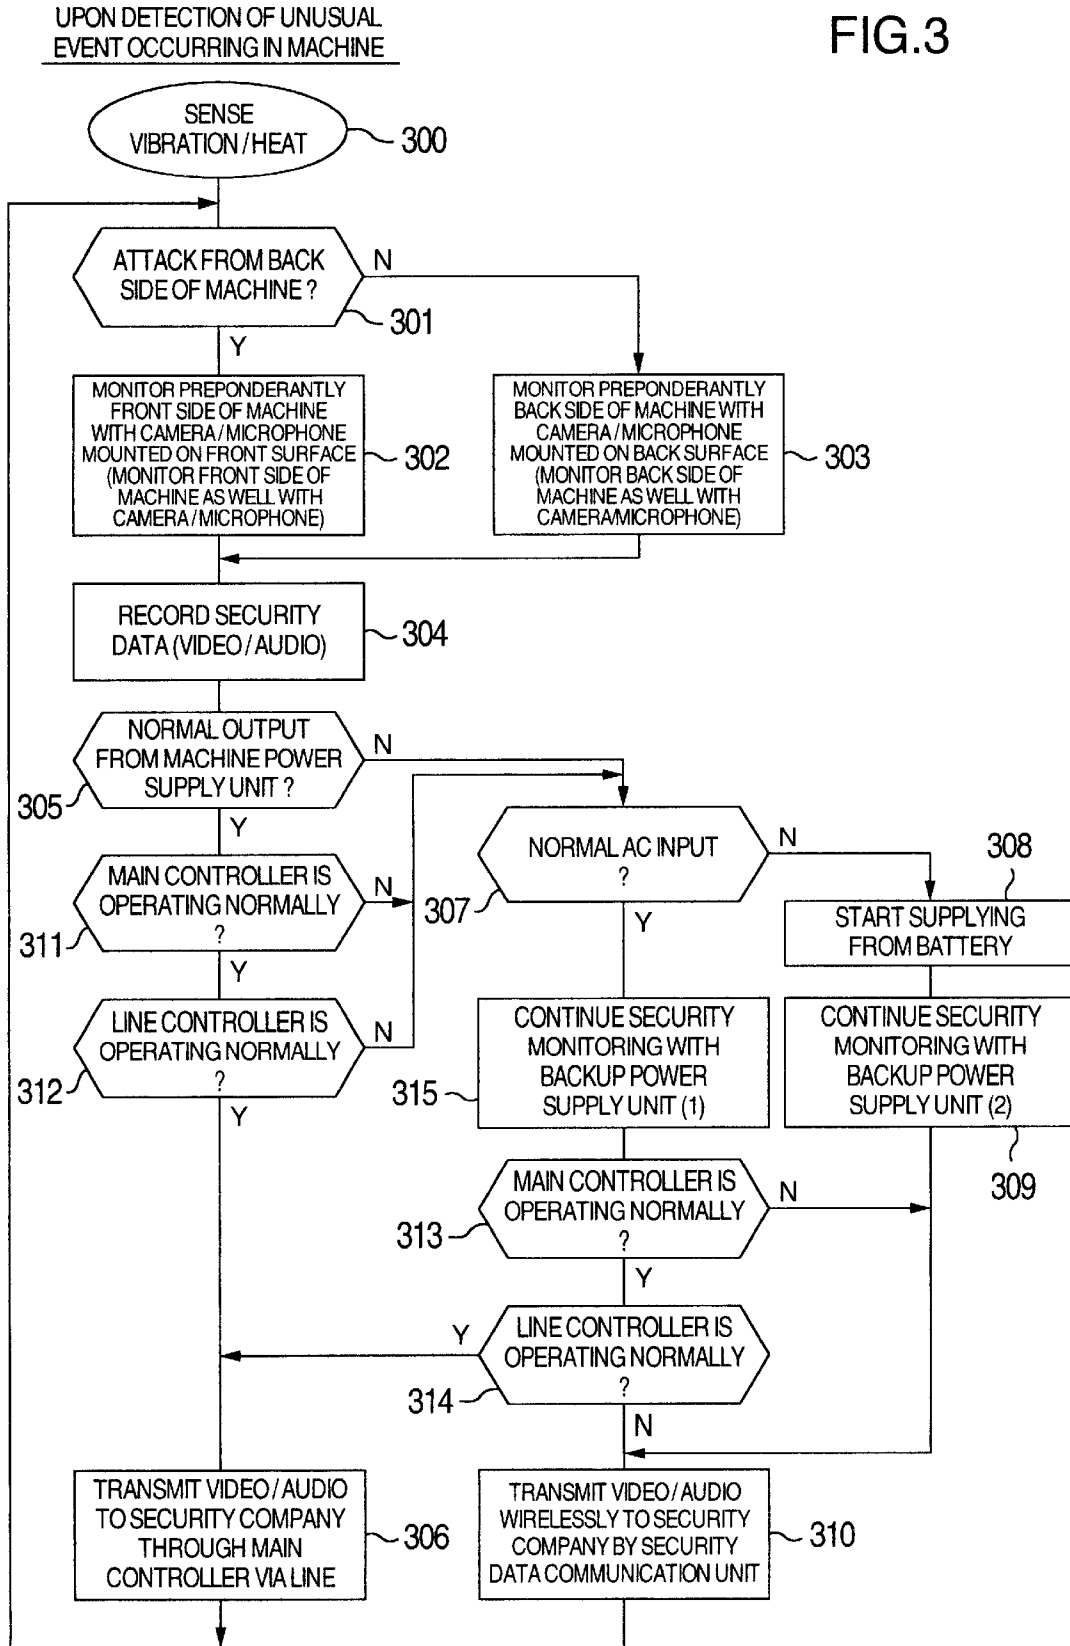 UPON DETECTION OF UNUSUAL
EVENT OCCURRING IN MACHINE
FIG.3
SENSE
VIBRATION / HEAT
300
ATTACK FROM BACK
SIDE OF MACHINE ?
N
301
Y
MONITOR PREPONDERANTLY
FRONT SIDE OF MACHINE
WITH CAMERA / MICROPHONE
MOUNTED ON FRONT SURFACE
(MONITOR FRONT SIDE OF
MACHINE AS WELL WITH
CAMERA / MICROPHONE)
302
MONITOR PREPONDERANTLY
BACK SIDE OF MACHINE WITH
CAMERA / MICROPHONE
MOUNTED ON BACK SURFACE
(MONITOR BACK SIDE OF
MACHINE AS WELL WITH
CAMERA/MICROPHONE)
303
RECORD SECURITY
DATA (VIDEO / AUDIO)
304
NORMAL OUTPUT
FROM MACHINE POWER
SUPPLY UNIT ?
N
305
Y
NORMAL AC INPUT
?
N
307
Y
308
START SUPPLYING
FROM BATTERY
MAIN CONTROLLER IS
OPERATING NORMALLY
?
N
311
Y
LINE CONTROLLER IS
OPERATING NORMALLY
?
N
312
Y
CONTINUE SECURITY
MONITORING WITH
BACKUP POWER
SUPPLY UNIT (1)
315
CONTINUE SECURITY
MONITORING WITH
BACKUP POWER
SUPPLY UNIT (2)
309
MAIN CONTROLLER IS
OPERATING NORMALLY
?
N
313
Y
LINE CONTROLLER IS
OPERATING NORMALLY
?
Y
314
N
TRANSMIT VIDEO / AUDIO
TO SECURITY COMPANY
THROUGH MAIN
CONTROLLER VIA LINE
306
TRANSMIT VIDEO / AUDIO
WIRELESSLY TO SECURITY
COMPANY BY SECURITY
DATA COMMUNICATION UNIT
310